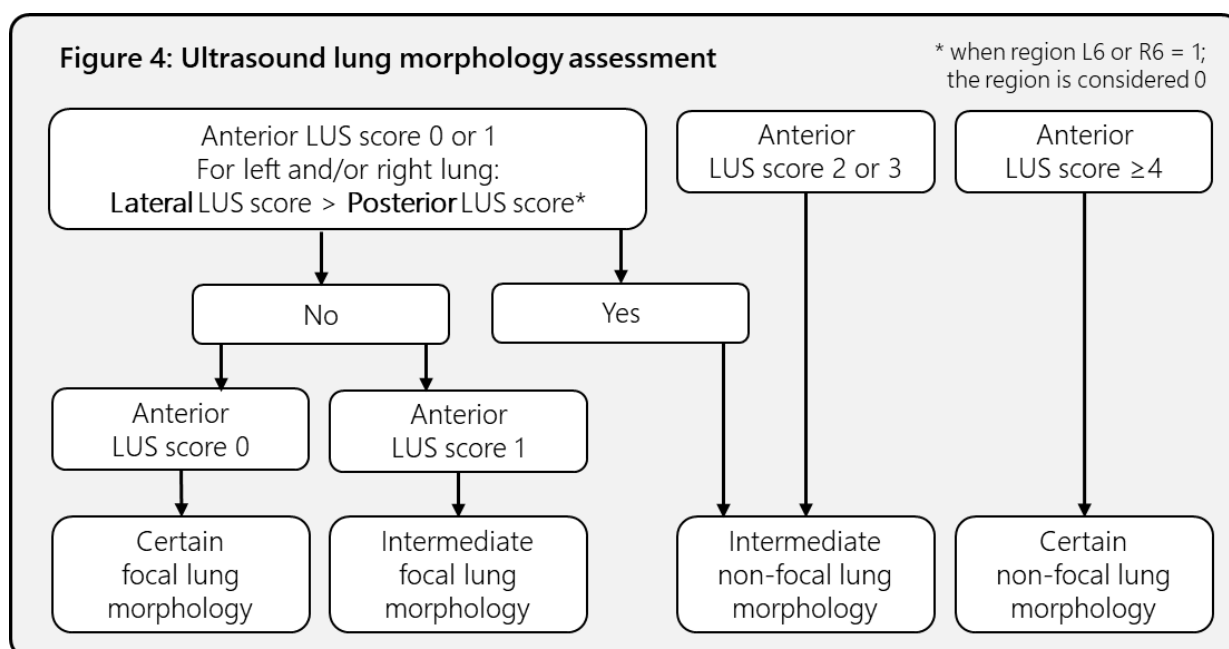 Figure 4: Ultrasound lung morphology assessment
* when region L6 or R6 = 1;
the region is considered 0
Anterior LUS score 0 or 1
For left and/or right lung:
Lateral LUS score > Posterior LUS score*
Anterior
LUS score 2 or 3
Anterior
LUS score ≥4
No
Yes
Anterior
LUS score 0
Anterior
LUS score 1
Certain
focal lung
morphology
Intermediate
focal lung
morphology
Intermediate
non-focal lung
morphology
Certain
non-focal lung
morphology